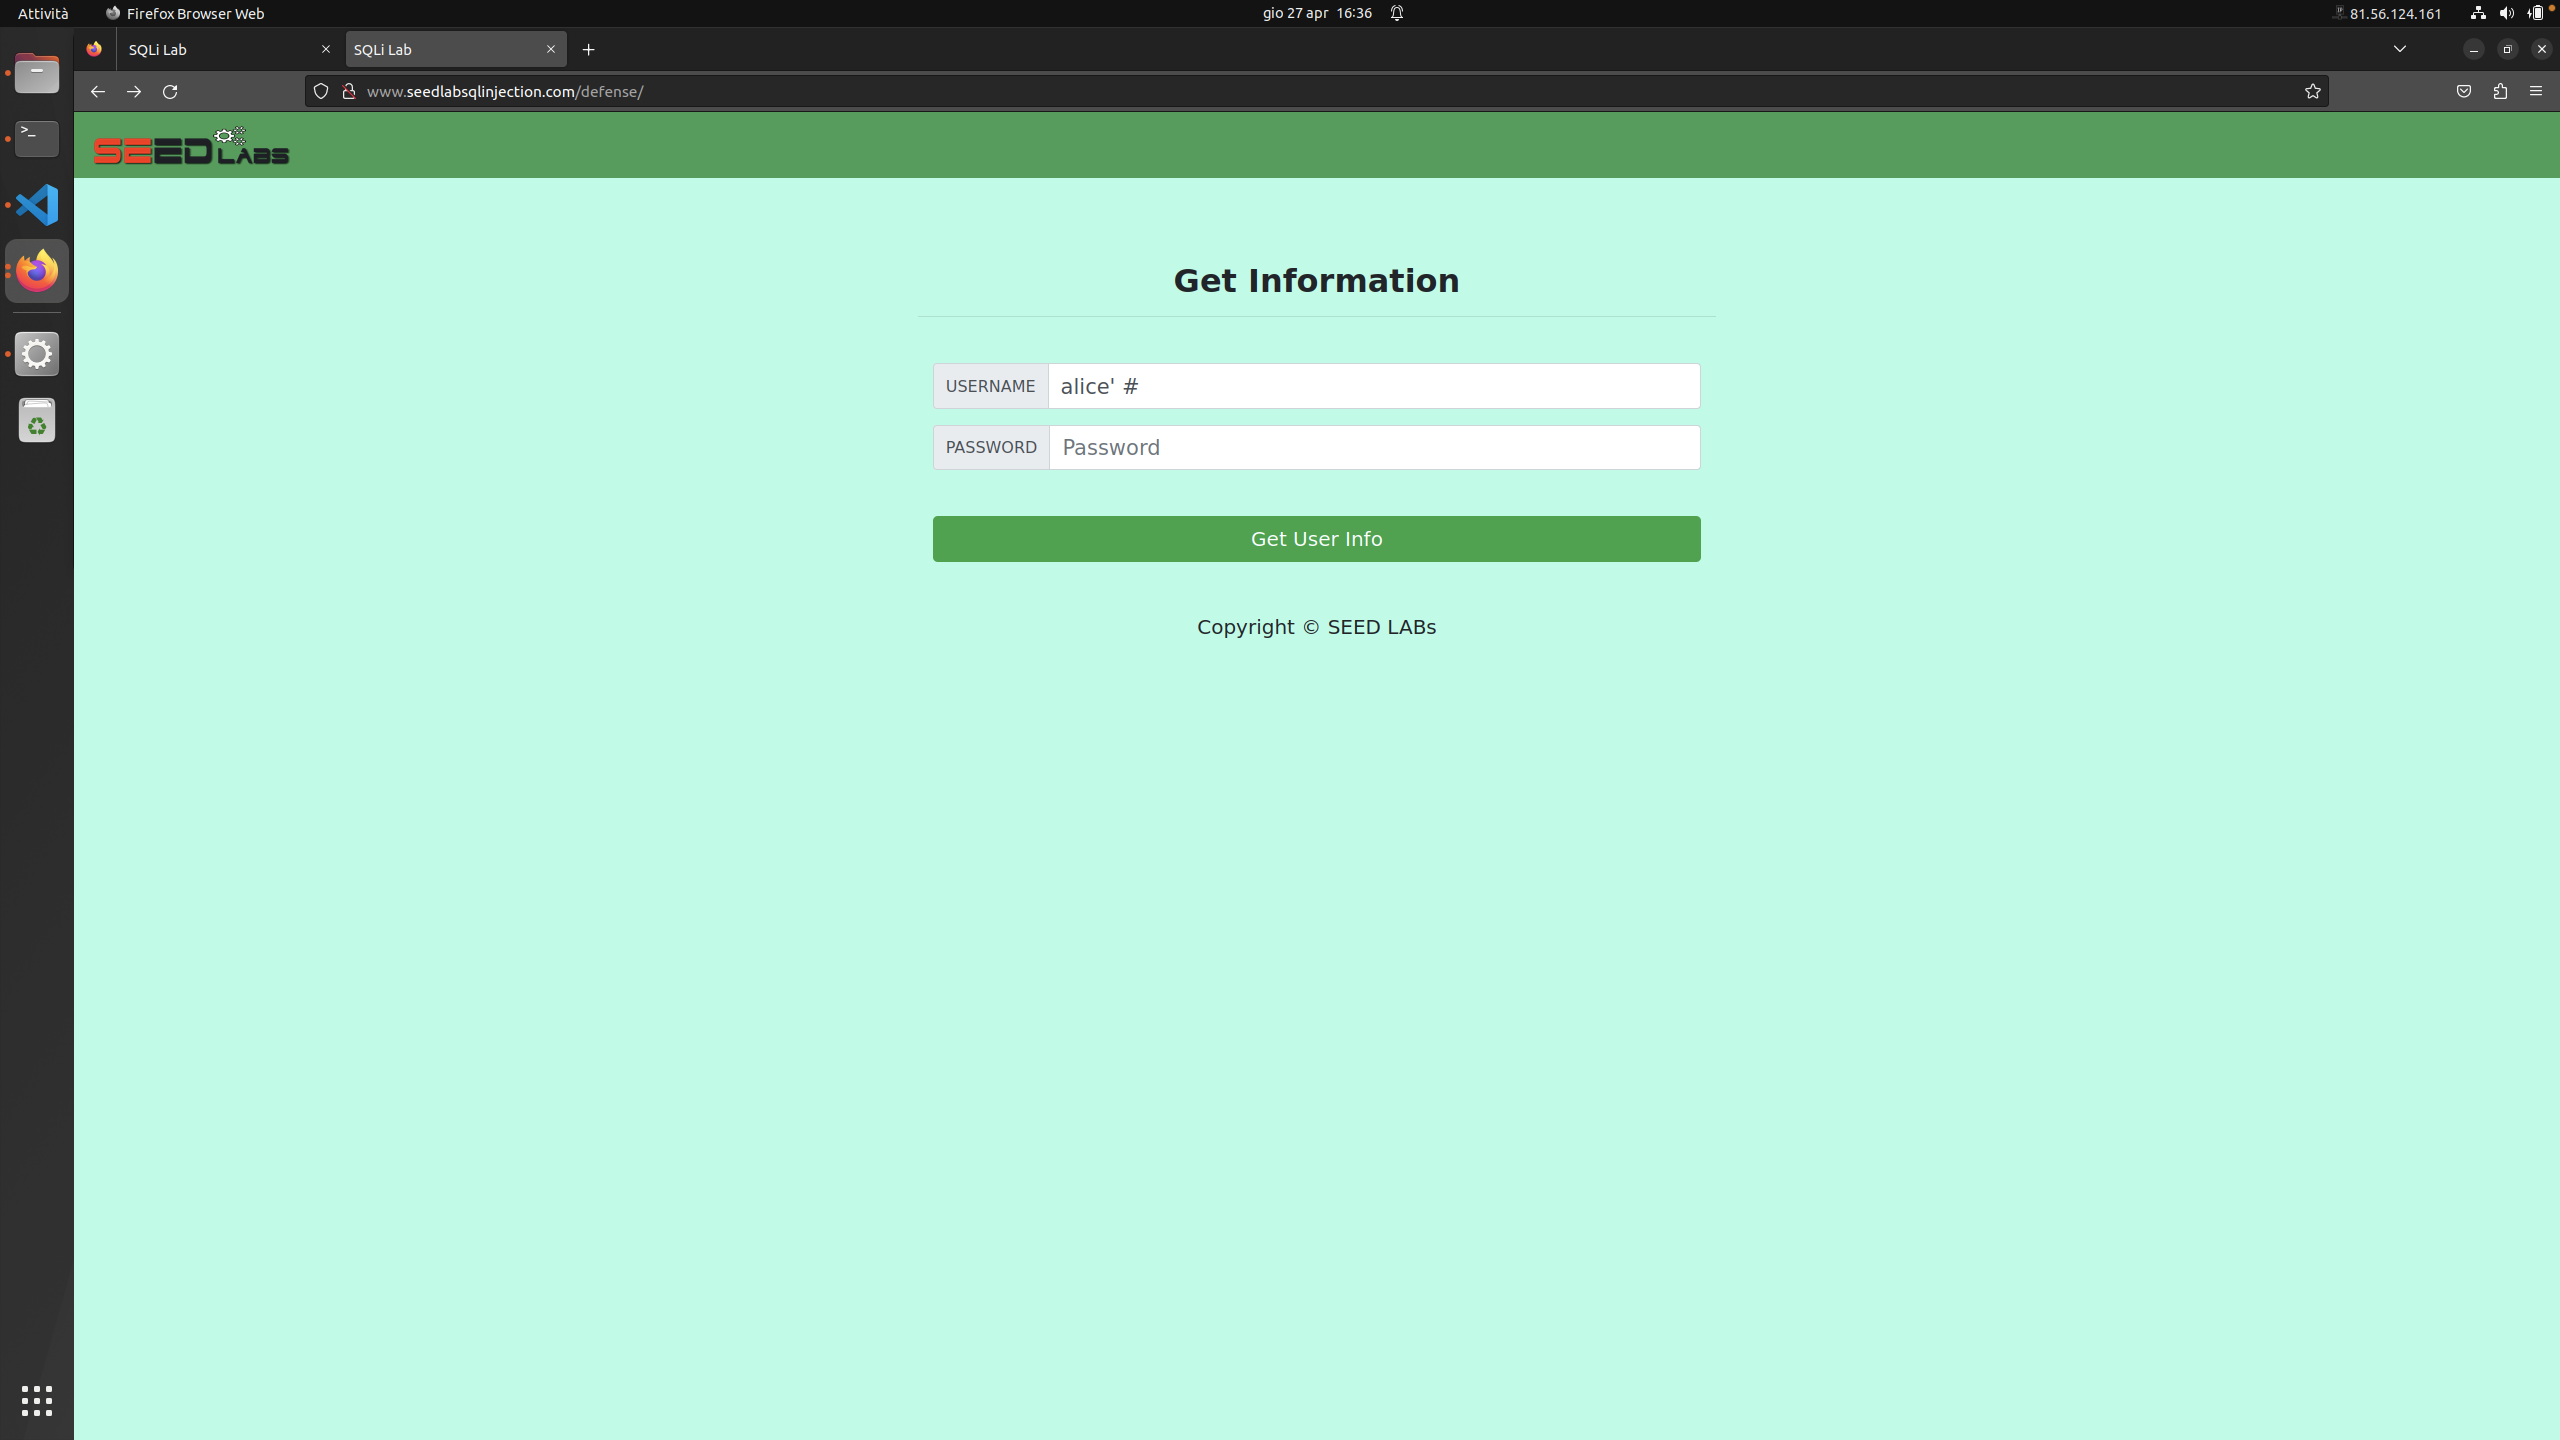 Attività Firefox Browser Web gio 27 apr 16:36 81.56.124.161
SQLi Lab SQLi Lab
www.seedlabsqlinjection.com/defense/
SEED LABS
Get Information
USERNAME alice' #
PASSWORD Password
Get User Info
Copyright © SEED LABs